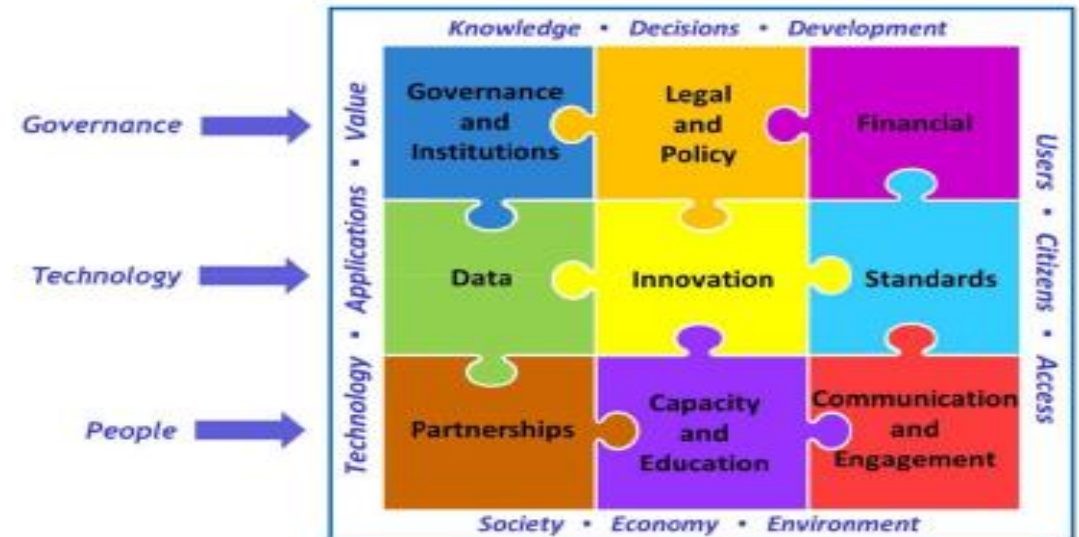 Knowledge • Decisions • Development
Governance
Technology
People
Technology • Applications • Value
Governance
and
Institutions
Legal
and
Policy
Financial
Data
Innovation
Standards
Partnerships
Capacity
and
Education
Communication
and
Engagement
Users • Citizens • Access
Society • Economy • Environment